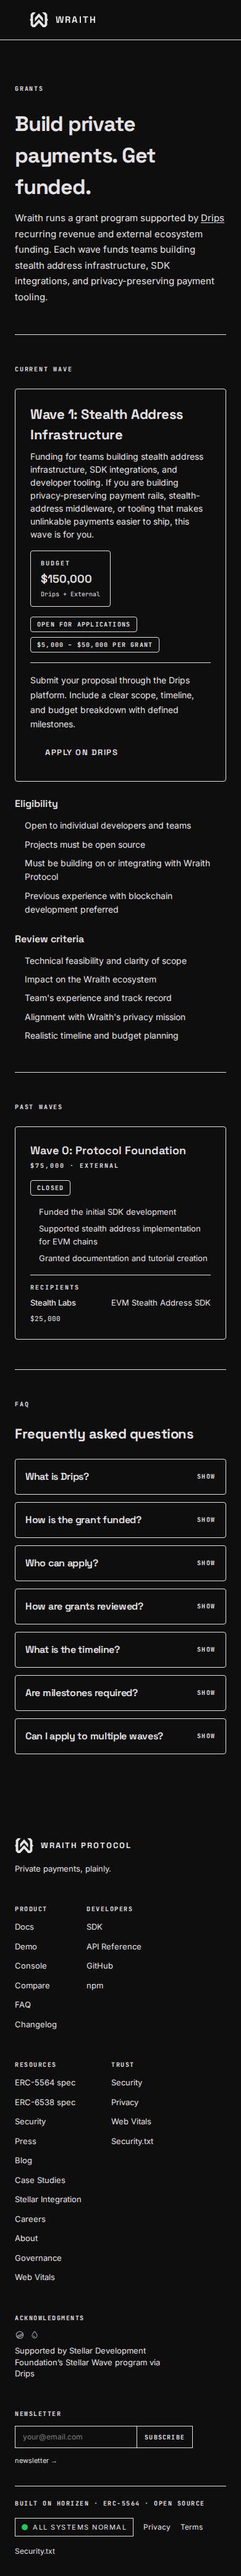 WRAITH
GRANTS
Build private
payments. Get
funded.
Wraith runs a grant program supported by Drips
recurring revenue and external ecosystem
funding. Each wave funds teams building
stealth address infrastructure, SDK
integrations, and privacy-preserving payment
tooling.
CURRENT WAVE
Wave 1: Stealth Address
Infrastructure
Funding for teams building stealth address
infrastructure, SDK integrations, and
developer tooling. If you are building
privacy-preserving payment rails, stealth-
address middleware, or tooling that makes
unlinkable payments easier to ship, this
wave is for you.
BUDGET
$150,000
Drips + External
OPEN FOR APPLICATIONS
$5,000 – $50,000 PER GRANT
Submit your proposal through the Drips
platform. Include a clear scope, timeline,
and budget breakdown with defined
milestones.
APPLY ON DRIPS
Eligibility
Open to individual developers and teams
Projects must be open source
Must be building on or integrating with Wraith
Protocol
Previous experience with blockchain
development preferred
Review criteria
Technical feasibility and clarity of scope
Impact on the Wraith ecosystem
Team's experience and track record
Alignment with Wraith's privacy mission
Realistic timeline and budget planning
PAST WAVES
Wave 0: Protocol Foundation
$75,000 · EXTERNAL
CLOSED
Funded the initial SDK development
Supported stealth address implementation
for EVM chains
Granted documentation and tutorial creation
RECIPIENTS
Stealth Labs EVM Stealth Address SDK
$25,000
FAQ
Frequently asked questions
What is Drips? SHOW
How is the grant funded? SHOW
Who can apply? SHOW
How are grants reviewed? SHOW
What is the timeline? SHOW
Are milestones required? SHOW
Can I apply to multiple waves? SHOW
WRAITH PROTOCOL
Private payments, plainly.
PRODUCT DEVELOPERS
Docs SDK
Demo API Reference
Console GitHub
Compare npm
FAQ
Changelog
RESOURCES TRUST
ERC-5564 spec Security
ERC-6538 spec Privacy
Security Web Vitals
Press Security.txt
Blog
Case Studies
Stellar Integration
Careers
About
Governance
Web Vitals
ACKNOWLEDGMENTS
Supported by Stellar Development
Foundation's Stellar Wave program via
Drips
NEWSLETTER
your@email.com SUBSCRIBE
newsletter →
BUILT ON HORIZEN · ERC-5564 · OPEN SOURCE
ALL SYSTEMS NORMAL Privacy Terms
Security.txt